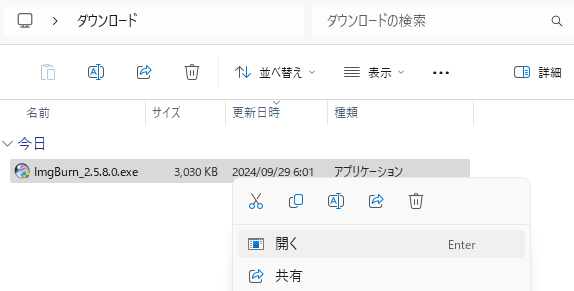 ダウンロード ダウンロードの検索
並べ替え 表示 詳細
名前 サイズ 更新日時 種類
今日
ImgBurn_2.5.8.0.exe 3,030 KB 2024/09/29 6:01 アプリケーション
開く Enter
共有